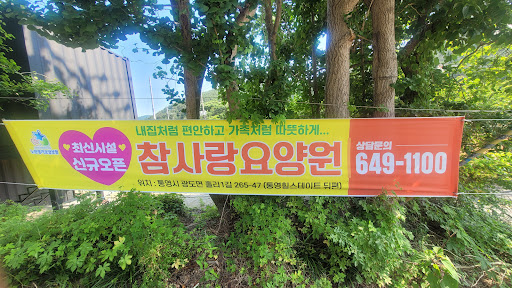 최신시설
신규오픈
내집처럼 편안하고 가족처럼 따뜻하게...
참사랑요양원
위치 : 통영시 광도면 죽림1길 265-47 (통영힐스테이트 뒤편)
상담문의
649-1100